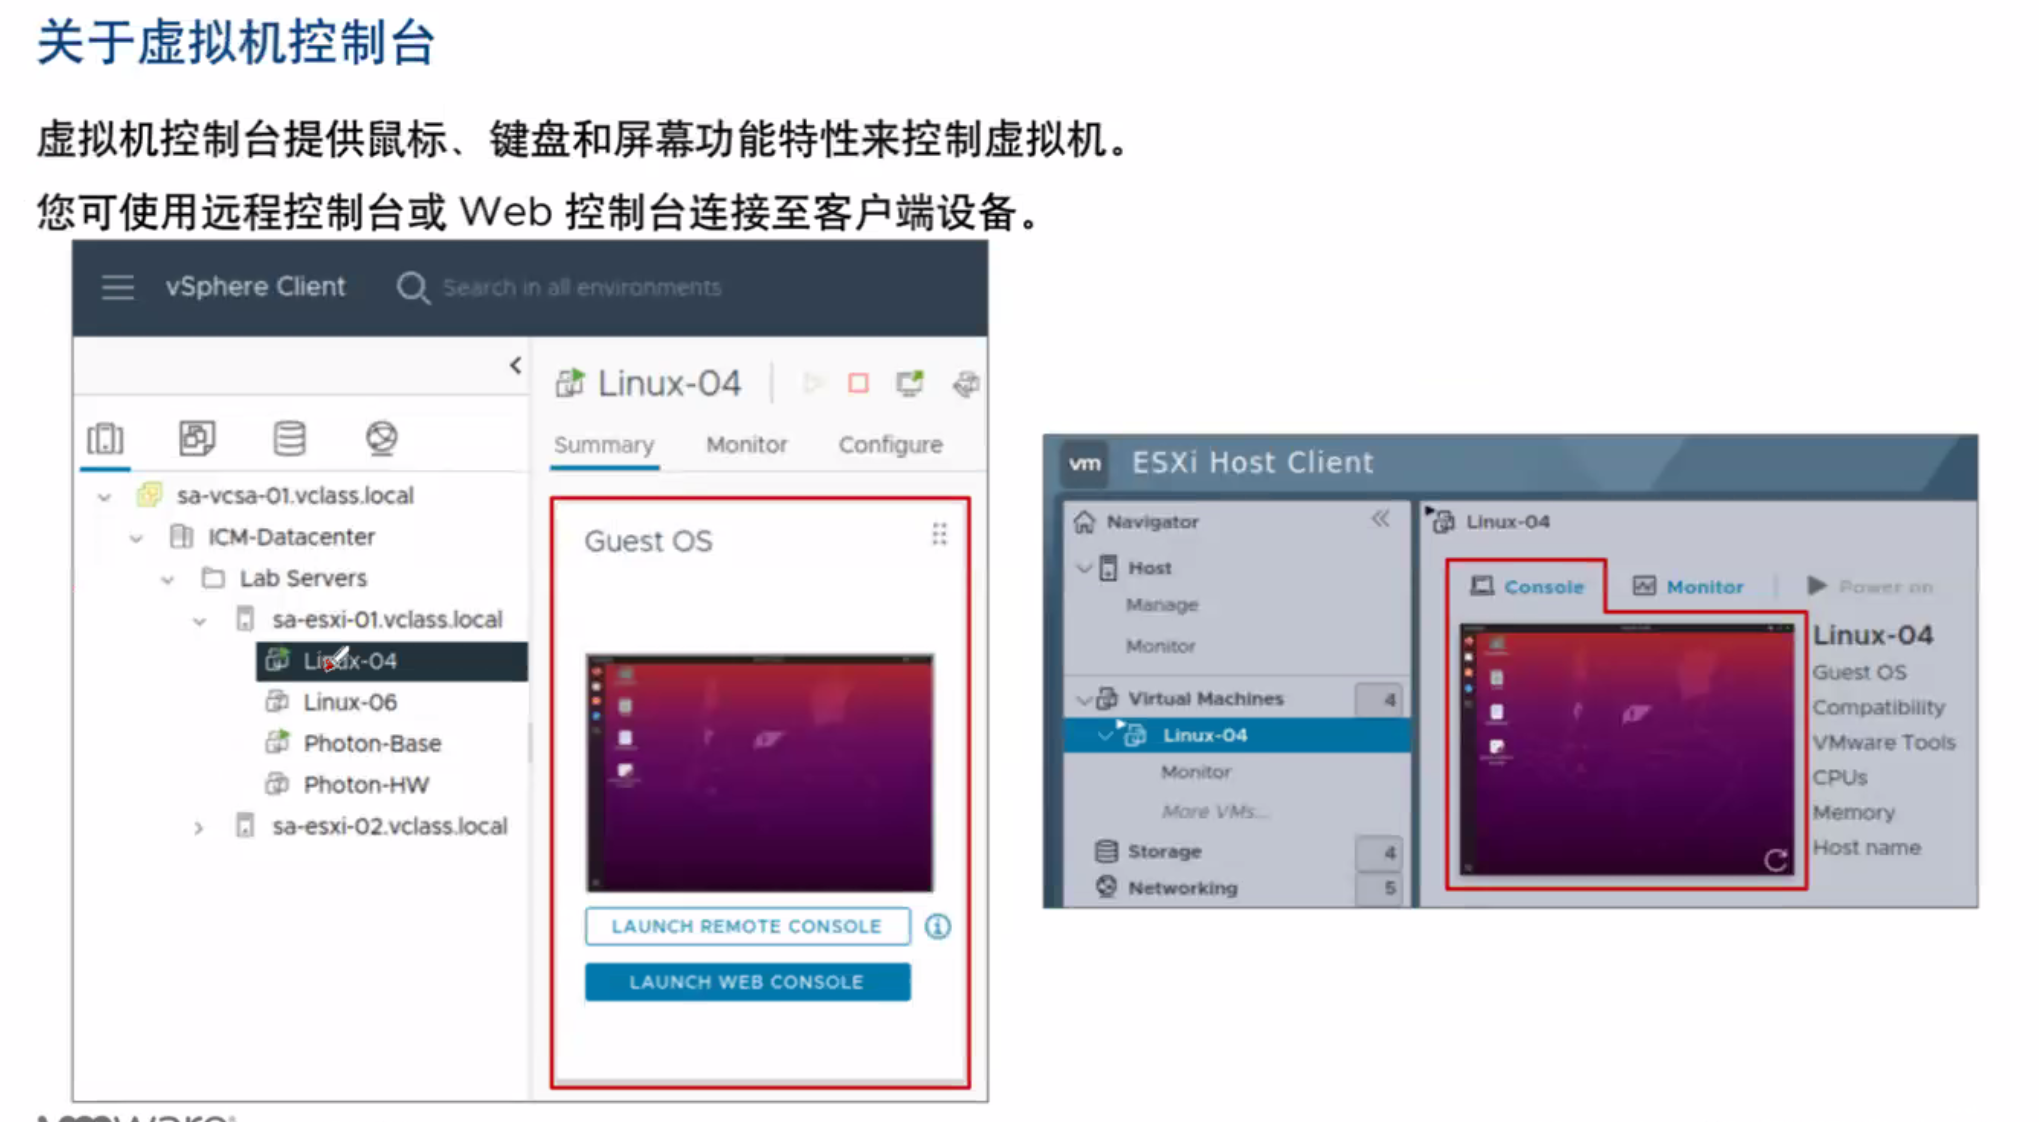 关于虚拟机控制台
虚拟机控制台提供鼠标、键盘和屏幕功能特性来控制虚拟机。
您可使用远程控制台或 Web 控制台连接至客户端设备。
vSphere Client
Search in all environments
Linux-04
Summary
Monitor
Configure
sa-vcsa-01.vclass.local
ICM-Datacenter
Lab Servers
sa-esxi-01.vclass.local
Linux-04
Linux-06
Photon-Base
Photon-HW
sa-esxi-02.vclass.local
Guest OS
LAUNCH REMOTE CONSOLE
LAUNCH WEB CONSOLE
vm
ESXi Host Client
Navigator
Host
Manage
Monitor
Virtual Machines
4
Linux-04
Monitor
More VMs...
Storage
4
Networking
5
Linux-04
Console
Monitor
Power on
Linux-04
Guest OS
Compatibility
VMware Tools
CPUs
Memory
Host name
vmware